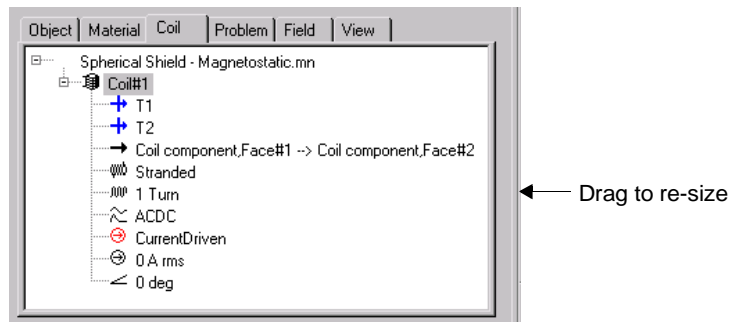 Object Material Coil Problem Field View
Spherical Shield - Magnetostatic.mn
Coil#1
T1
T2
Coil component,Face#1 --> Coil component,Face#2
Stranded
1 Turn
ACDC
CurrentDriven
0 A rms
0 deg
Drag to re-size